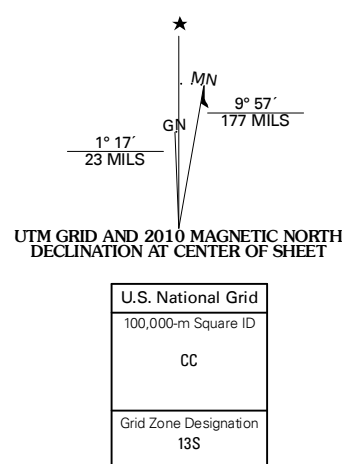 MN
9° 57´
177 MILS
GN
1° 17´
23 MILS
UTM GRID AND 2010 MAGNETIC NORTH
DECLINATION AT CENTER OF SHEET
U.S. National Grid
100,000-m Square ID
CC
Grid Zone Designation
13S